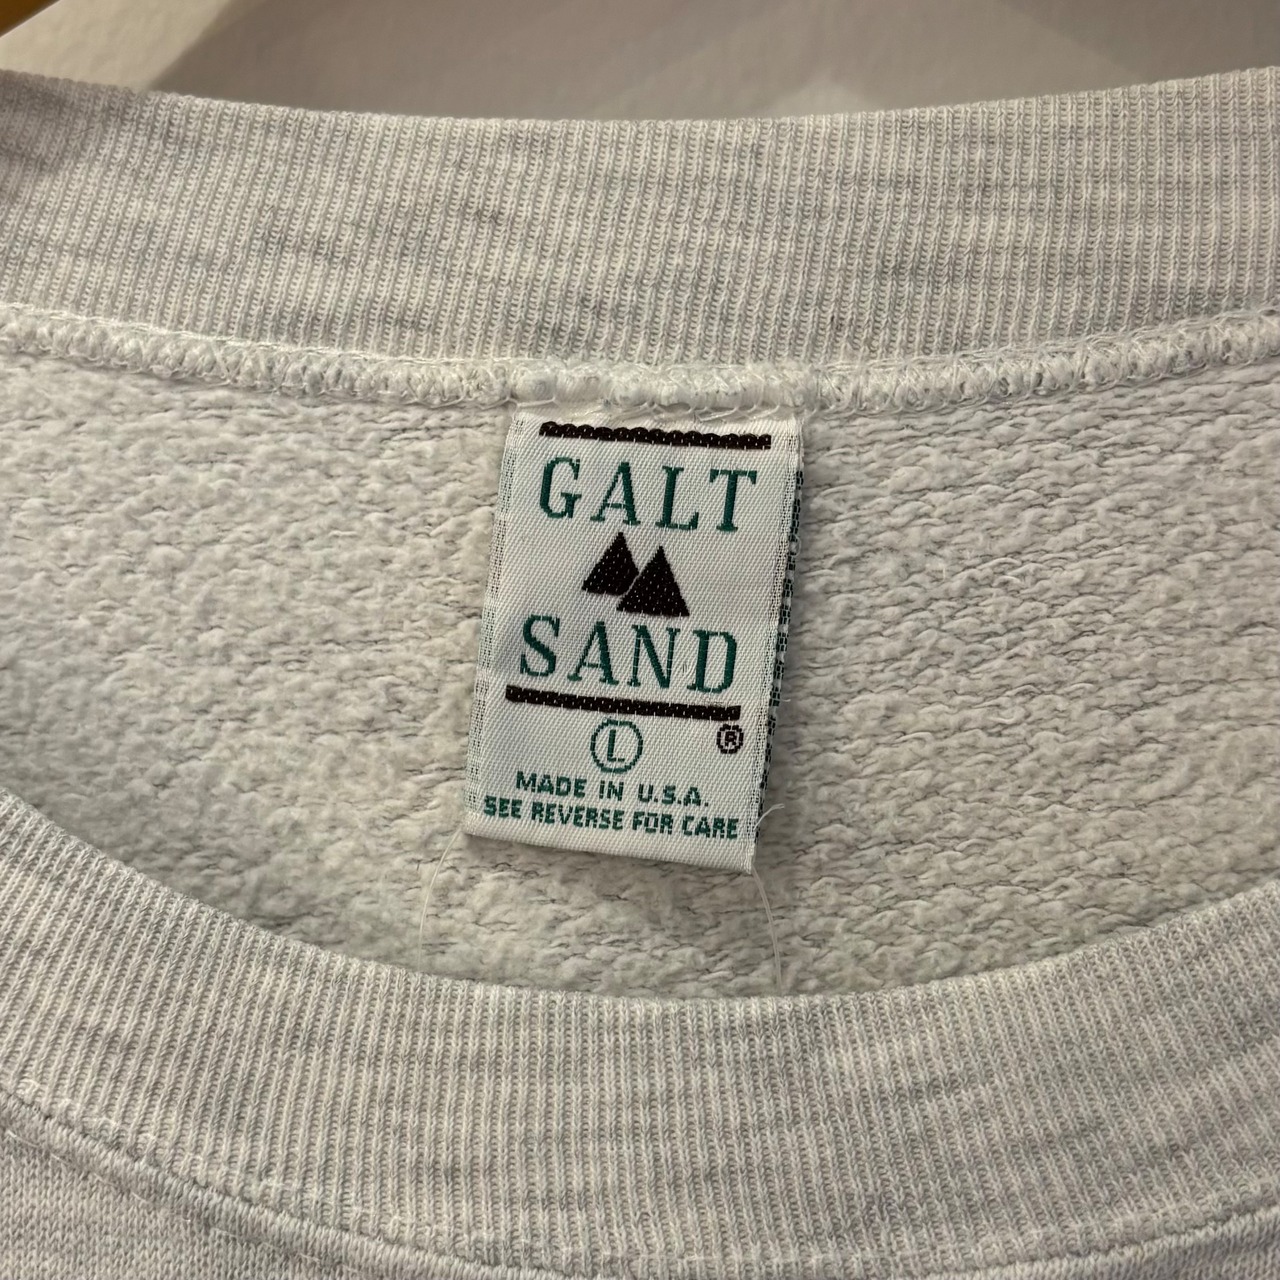 GALT
SAND
L ®
MADE IN U.S.A.
SEE REVERSE FOR CARE